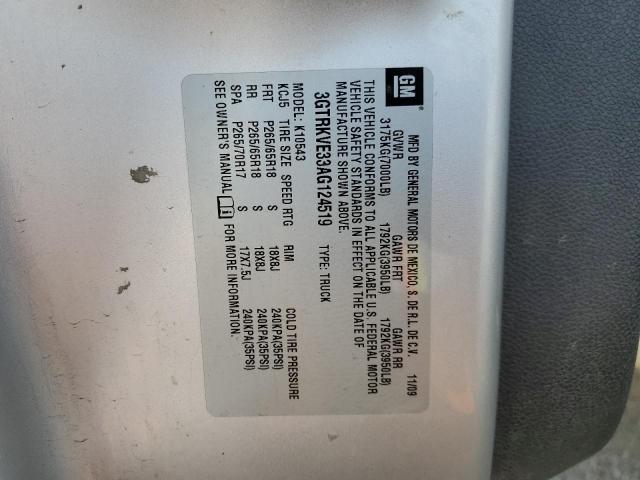 GM
MFD BY GENERAL MOTORS DE MEXICO, S. DE R.L. DE C.V. 11/09
GVWR GAWR FRT GAWR RR
3175KG(7000LB) 1792KG(3950LB) 1792KG(3950LB)
THIS VEHICLE CONFORMS TO ALL APPLICABLE U.S. FEDERAL MOTOR
VEHICLE SAFETY STANDARDS IN EFFECT ON THE DATE OF
MANUFACTURE SHOWN ABOVE.
3GTRKVE33AG124519 TYPE: TRUCK
MODEL: K10543
KCJ5 TIRE SIZE SPEED RTG RIM COLD TIRE PRESSURE
FRT P265/65R18 S 18X8J 240KPA(35PSI)
RR P265/65R18 S 18X8J 240KPA(35PSI)
SPA P265/70R17 S 17X7.5J 240KPA(35PSI)
SEE OWNER'S MANUAL FOR MORE INFORMATION.